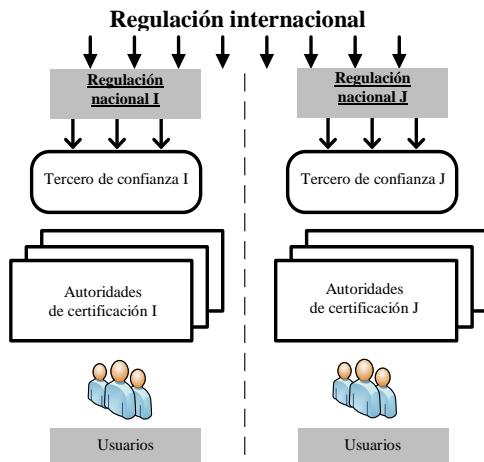 Regulación internacional
Regulación
nacional I
Regulación
nacional J
Tercero de confianza I
Tercero de confianza J
Autoridades
de certificación I
Autoridades
de certificación J
Usuarios
Usuarios